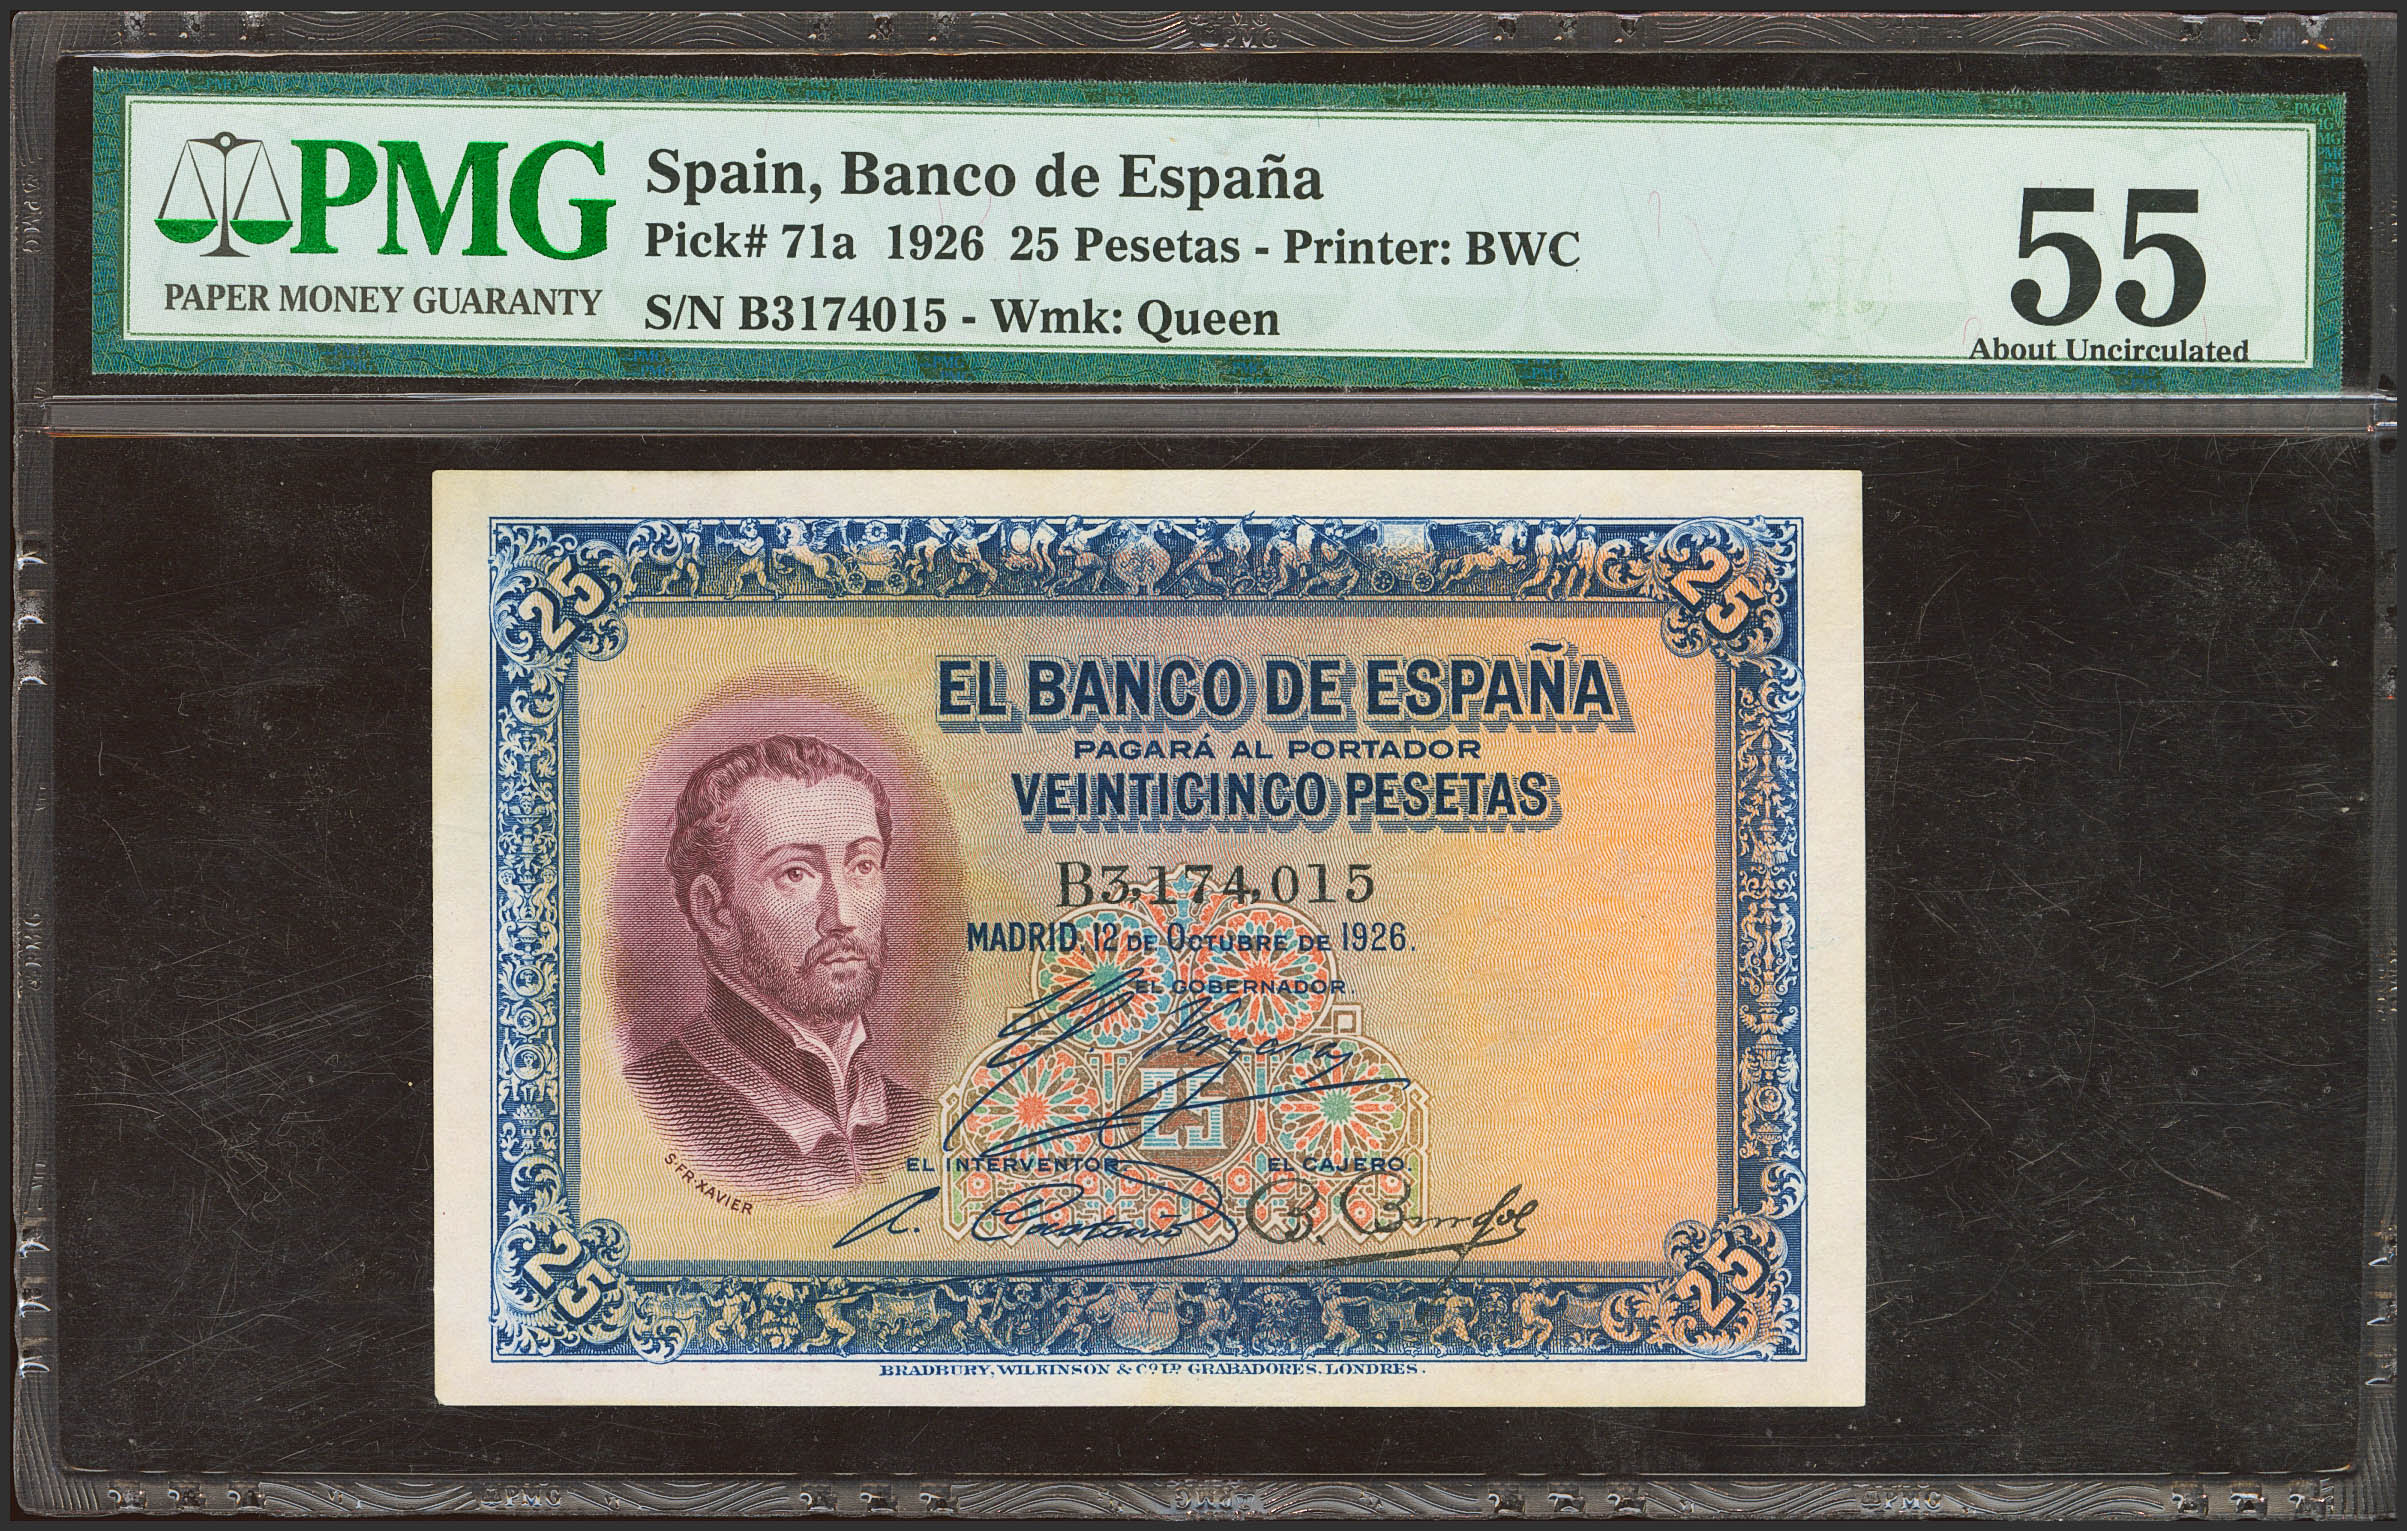 PMG
PAPER MONEY GUARANTY
Spain, Banco de España
Pick# 71a 1926 25 Pesetas - Printer: BWC
S/N B3174015 - Wmk: Queen
55
About Uncirculated
25
25
EL BANCO DE ESPAÑA
PAGARÁ AL PORTADOR
VEINTICINCO PESETAS
B3,174,015
MADRID, 12 DE OCTUBRE DE 1926.
EL GOBERNADOR.
25
EL INTERVENTOR.
EL CAJERO.
S. FR. XAVIER
25
25
BRADBURY, WILKINSON & Cº Lᴰ GRABADORES, LONDRES.